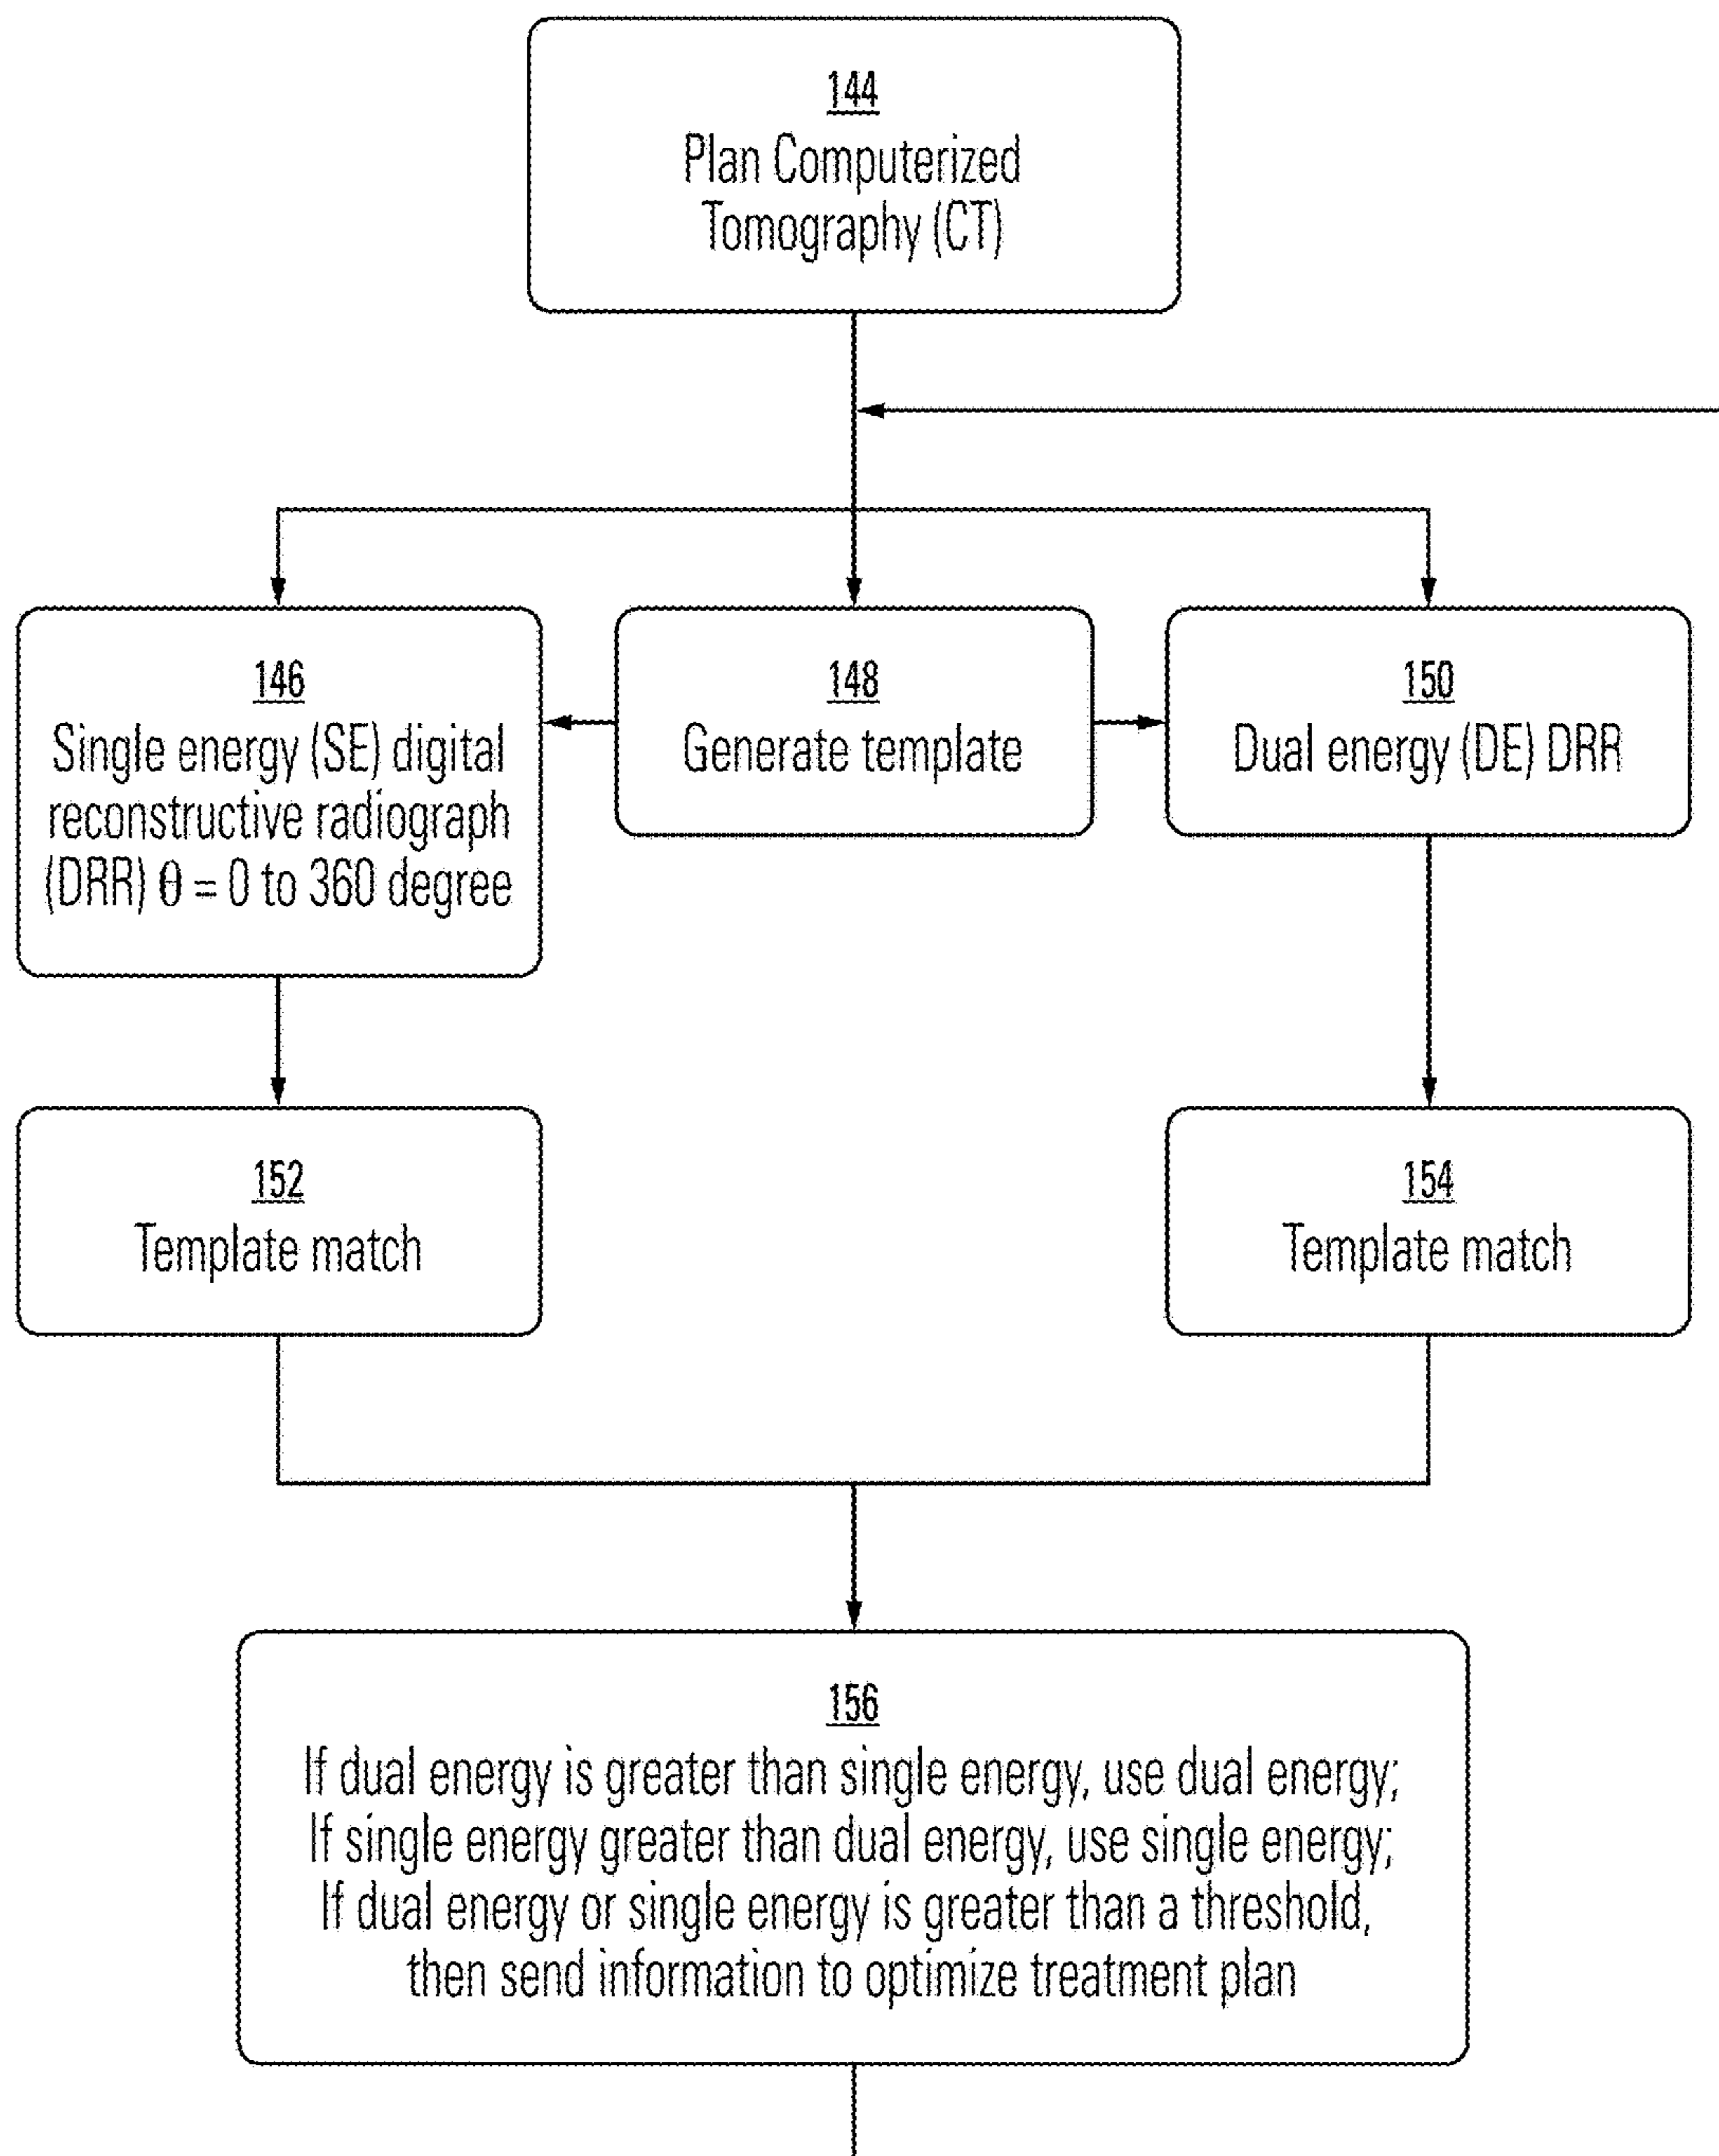 144
Plan Computerized
Tomography (CT)
146
Single energy (SE) digital
reconstructive radiograph
(DRR) θ = 0 to 360 degree
148
Generate template
150
Dual energy (DE) DRR
152
Template match
154
Template match
156
If dual energy is greater than single energy, use dual energy;
If single energy greater than dual energy, use single energy;
If dual energy or single energy is greater than a threshold,
then send information to optimize treatment plan